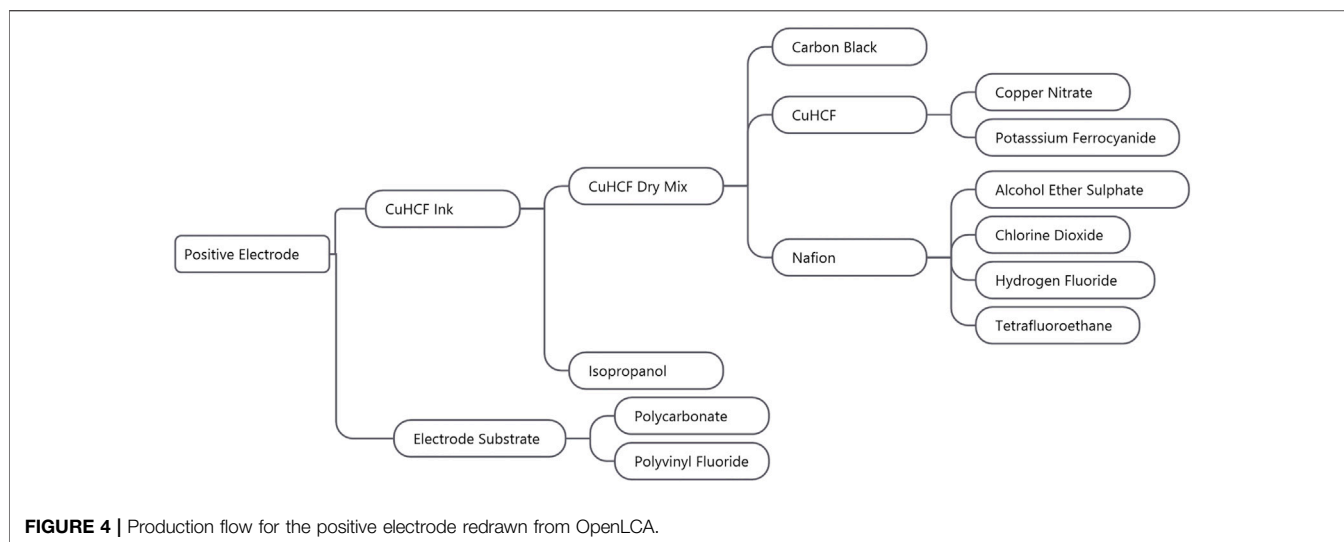 Positive Electrode
CuHCF Ink
CuHCF Dry Mix
Carbon Black
CuHCF
Copper Nitrate
Potasssium Ferrocyanide
Nafion
Alcohol Ether Sulphate
Chlorine Dioxide
Hydrogen Fluoride
Tetrafluoroethane
Isopropanol
Electrode Substrate
Polycarbonate
Polyvinyl Fluoride
FIGURE 4 | Production flow for the positive electrode redrawn from OpenLCA.